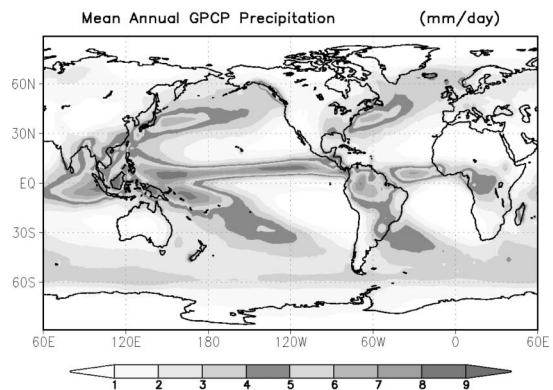 Mean Annual GPCP Precipitation (mm/day)
60N
30N
EQ
30S
60S
60E 120E 180 120W 60W 0 60E
1 2 3 4 5 6 7 8 9